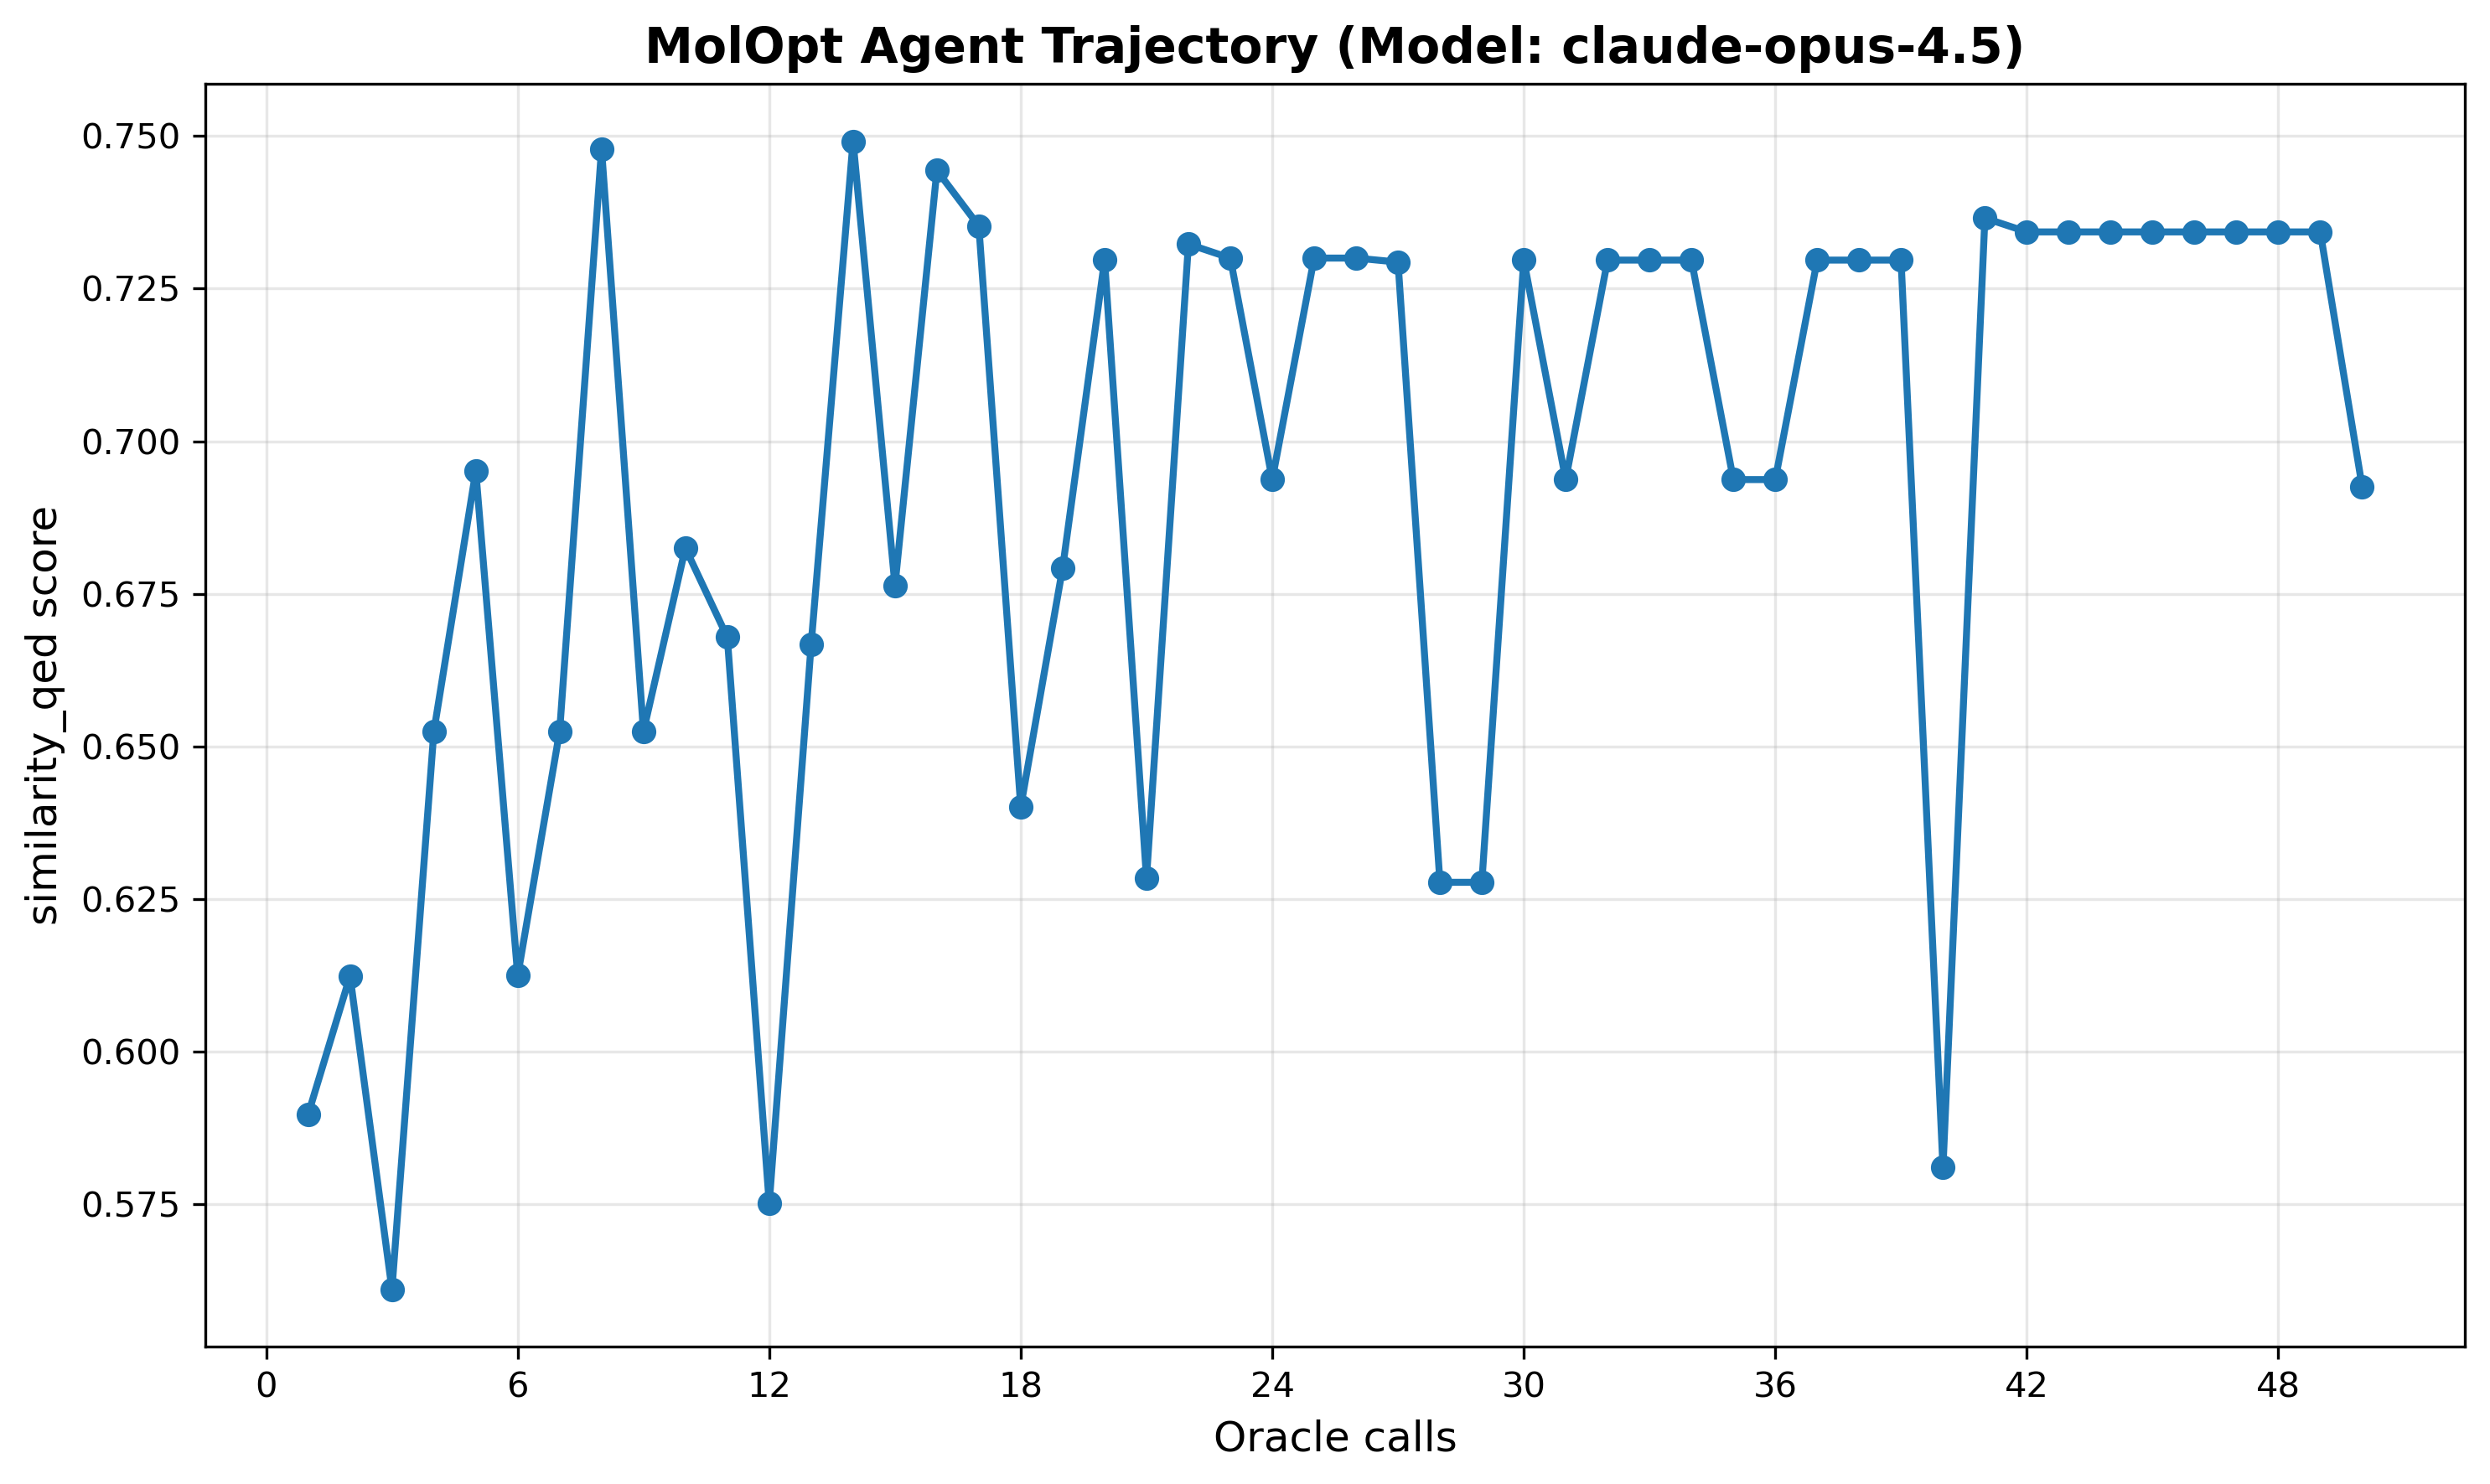 MolOpt Agent Trajectory (Model: claude-opus-4.5)
similarity_qed score
0.750
0.725
0.700
0.675
0.650
0.625
0.600
0.575
0 6 12 18 24 30 36 42 48
Oracle calls